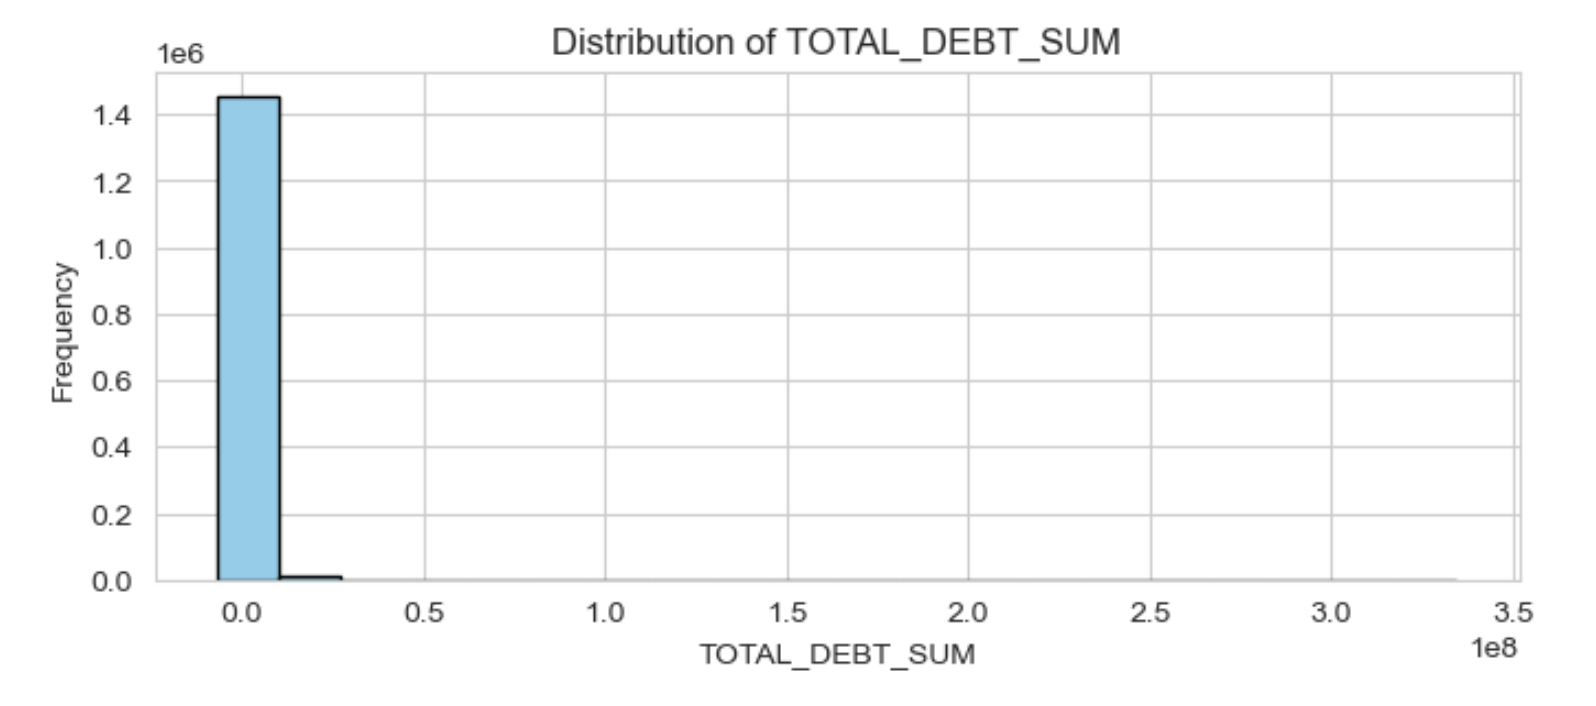 Distribution of TOTAL_DEBT_SUM
1e6
1.4
1.2
1.0
0.8
0.6
0.4
0.2
0.0
Frequency
0.0 0.5 1.0 1.5 2.0 2.5 3.0 3.5
1e8
TOTAL_DEBT_SUM